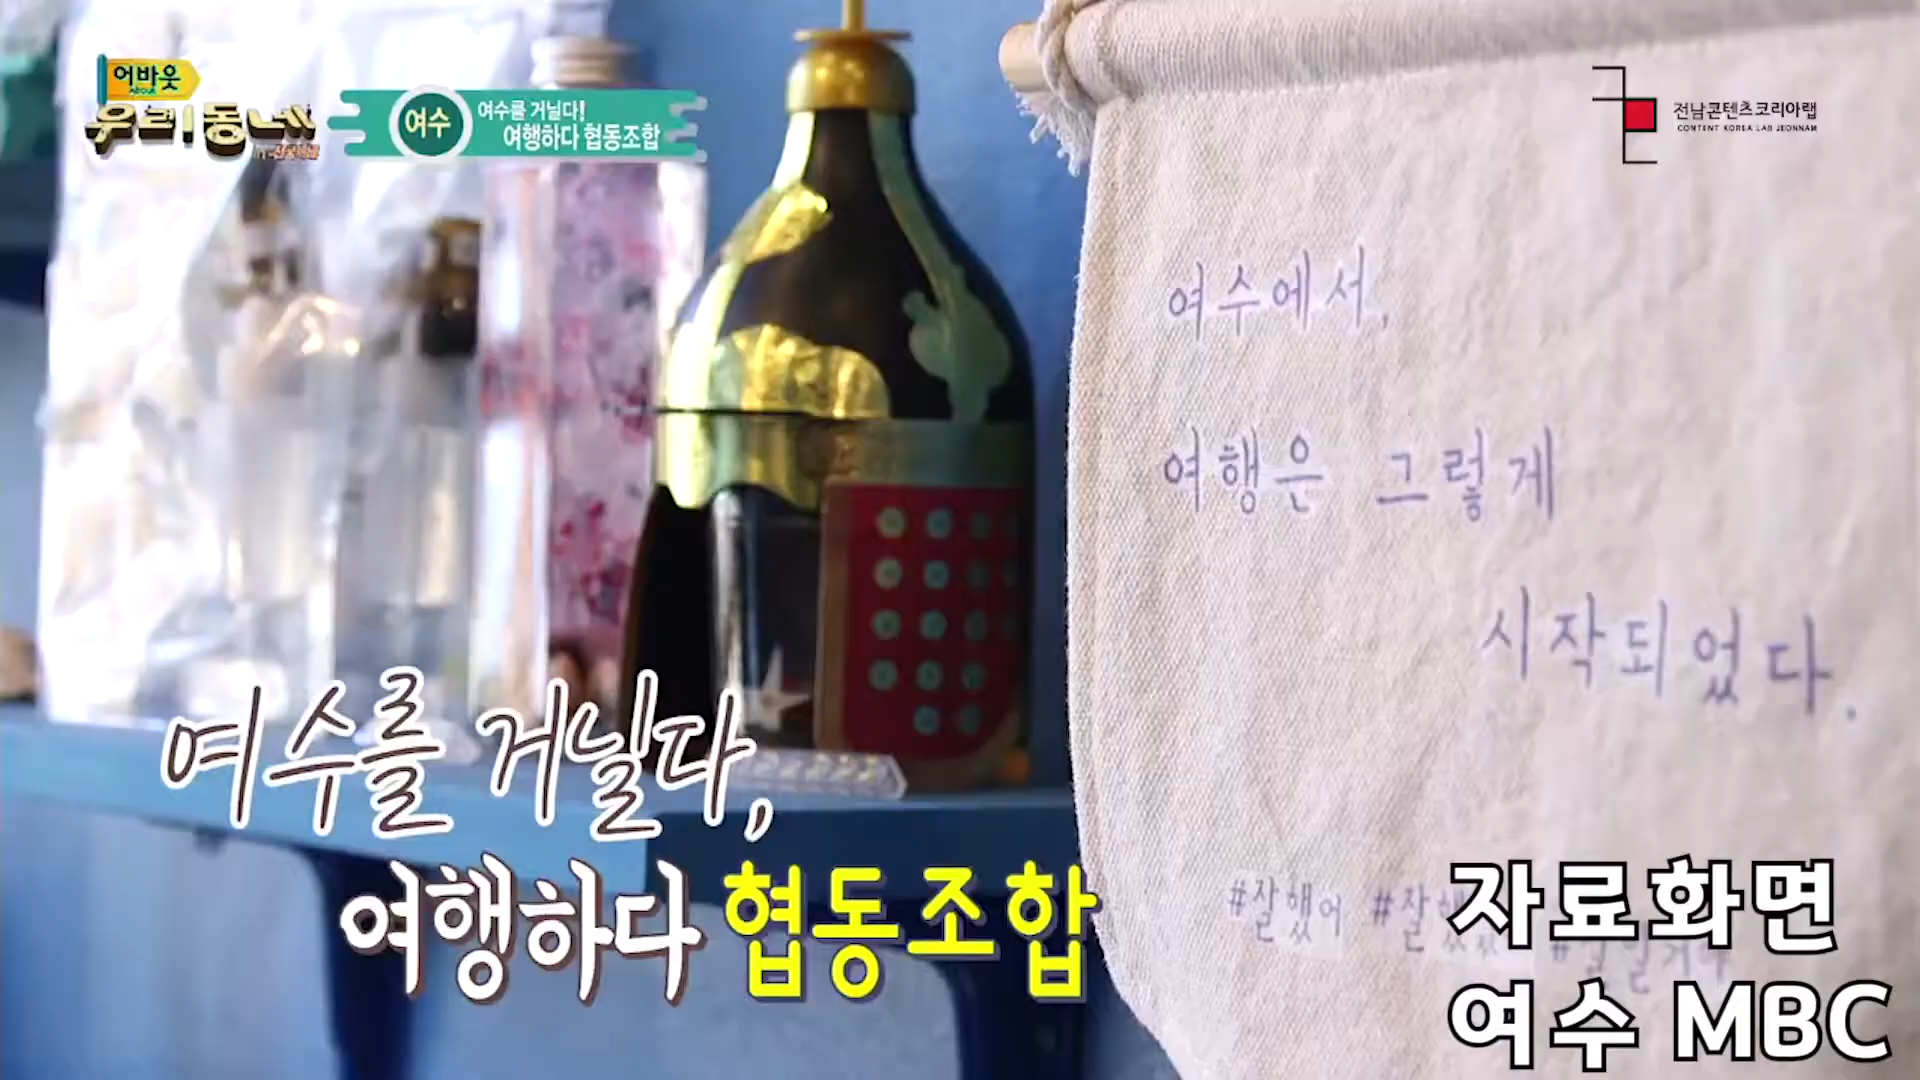 어바웃
ABOUT
우리동네
여수
여수를 거닐다!
여행하다 협동조합
전남콘텐츠코리아랩
CONTENT KOREA LAB JEONNAM
여수에서,
여행은 그렇게
시작되었다.
#잘했어
여수를 거닐다,
여행하다 협동조합
자료화면
여수 MBC